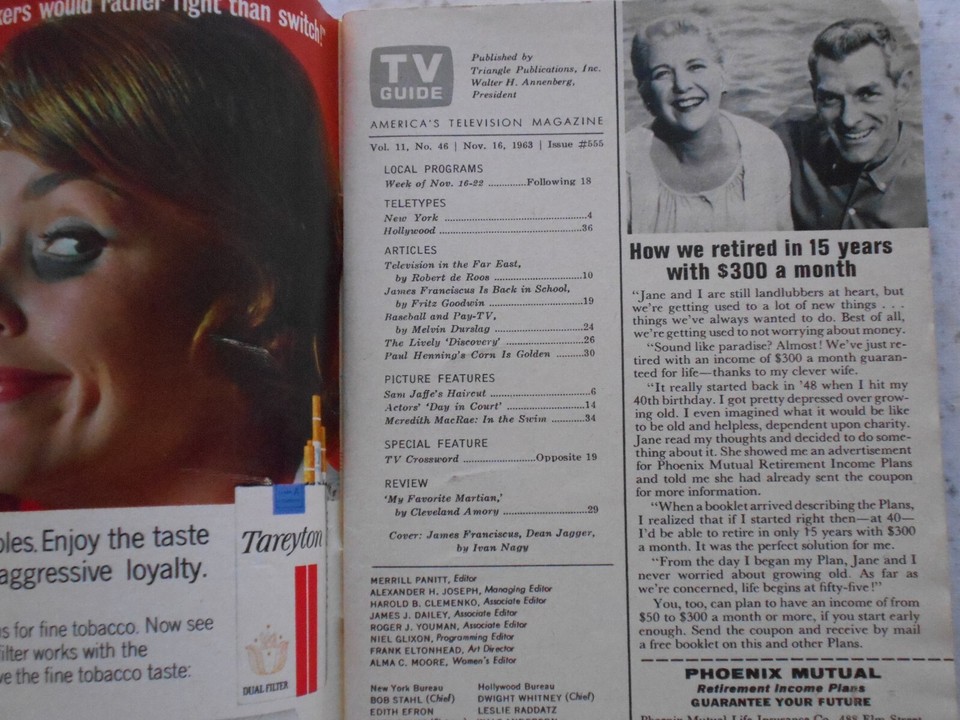 kers would rather right than switch!"
oles. Enjoy the taste
aggressive loyalty.
s for fine tobacco. Now see
filter works with the
ve the fine tobacco taste:
Tareyton
DUAL FILTER
TV
GUIDE
Published by
Triangle Publications, Inc.
Walter H. Annenberg,
President
AMERICA'S TELEVISION MAGAZINE
Vol. 11, No. 46 | Nov. 16, 1963 | Issue #555
LOCAL PROGRAMS
Week of Nov. 16-22 ............Following 18
TELETYPES
New York ..........................................4
Hollywood ........................................36
ARTICLES
Television in the Far East,
by Robert de Roos ............................10
James Franciscus Is Back in School,
by Fritz Goodwin ............................19
Baseball and Pay-TV,
by Melvin Durslag ............................24
The Lively 'Discovery' ........................26
Paul Henning's Corn Is Golden ........30
PICTURE FEATURES
Sam Jaffe's Haircut ............................6
Actors' 'Day in Court' ........................14
Meredith MacRae: In the Swim ..........34
SPECIAL FEATURE
TV Crossword ....................Opposite 19
REVIEW
'My Favorite Martian,'
by Cleveland Amory ........................29
Cover: James Franciscus, Dean Jagger,
by Ivan Nagy
MERRILL PANITT, Editor
ALEXANDER H. JOSEPH, Managing Editor
HAROLD B. CLEMENKO, Associate Editor
JAMES J. DAILEY, Associate Editor
ROGER J. YOUMAN, Associate Editor
NIEL GLIXON, Programming Editor
FRANK ELTONHEAD, Art Director
ALMA C. MOORE, Women's Editor
New York Bureau
BOB STAHL (Chief)
EDITH EFRON
Hollywood Bureau
DWIGHT WHITNEY (Chief)
LESLIE RADDATZ
How we retired in 15 years
with $300 a month
"Jane and I are still landlubbers at heart, but
we're getting used to a lot of new things . . .
things we've always wanted to do. Best of all,
we're getting used to not worrying about money.
"Sound like paradise? Almost! We've just re-
tired with an income of $300 a month guaran-
teed for life—thanks to my clever wife.
"It really started back in '48 when I hit my
40th birthday. I got pretty depressed over grow-
ing old. I even imagined what it would be like
to be old and helpless, dependent upon charity.
Jane read my thoughts and decided to do some-
thing about it. She showed me an advertisement
for Phoenix Mutual Retirement Income Plans
and told me she had already sent the coupon
for more information.
"When a booklet arrived describing the Plans,
I realized that if I started right then—at 40—
I'd be able to retire in only 15 years with $300
a month. It was the perfect solution for me.
"From the day I began my Plan, Jane and I
never worried about growing old. As far as
we're concerned, life begins at fifty-five!"
You, too, can plan to have an income of from
$50 to $300 a month or more, if you start early
enough. Send the coupon and receive by mail
a free booklet on this and other Plans.
PHOENIX MUTUAL
Retirement Income Plans
GUARANTEE YOUR FUTURE
Phoenix Mutual Life Insurance Co., 488 Elm Street